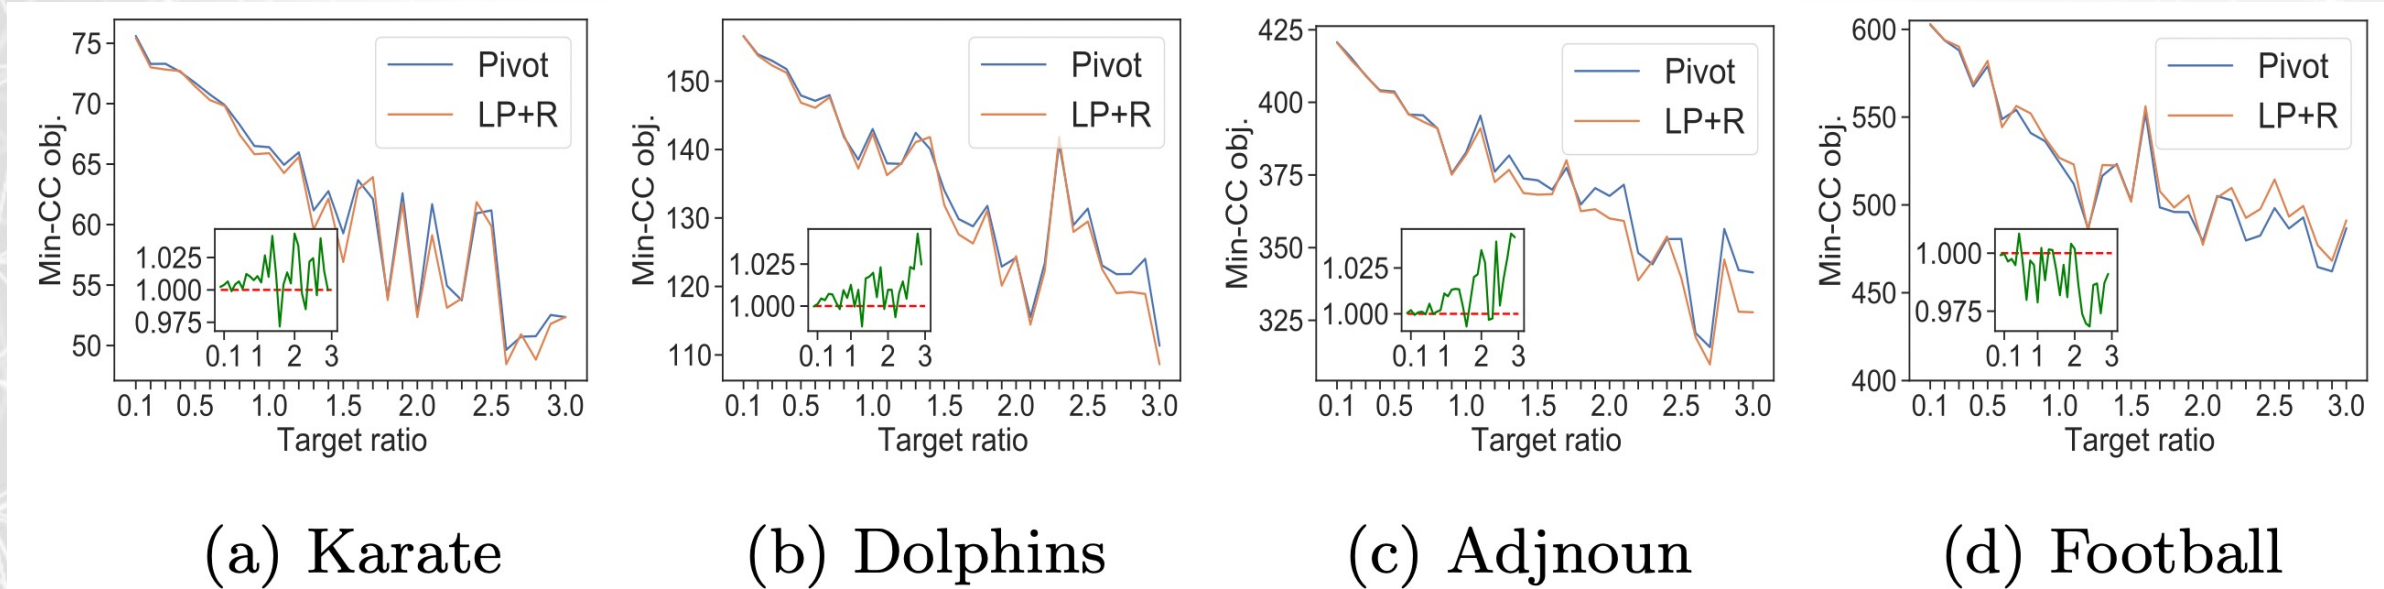 Min-CC obj.
75
70
65
60
55
50
Pivot
LP+R
1.025
1.000
0.975
0.1 1 2 3
0.1 0.5 1.0 1.5 2.0 2.5 3.0
Target ratio
(a) Karate
Min-CC obj.
150
140
130
120
110
Pivot
LP+R
1.025
1.000
0.1 1 2 3
0.1 0.5 1.0 1.5 2.0 2.5 3.0
Target ratio
(b) Dolphins
Min-CC obj.
425
400
375
350
325
Pivot
LP+R
1.025
1.000
0.1 1 2 3
0.1 0.5 1.0 1.5 2.0 2.5 3.0
Target ratio
(c) Adjnoun
Min-CC obj.
600
550
500
450
400
Pivot
LP+R
1.000
0.975
0.1 1 2 3
0.1 0.5 1.0 1.5 2.0 2.5 3.0
Target ratio
(d) Football